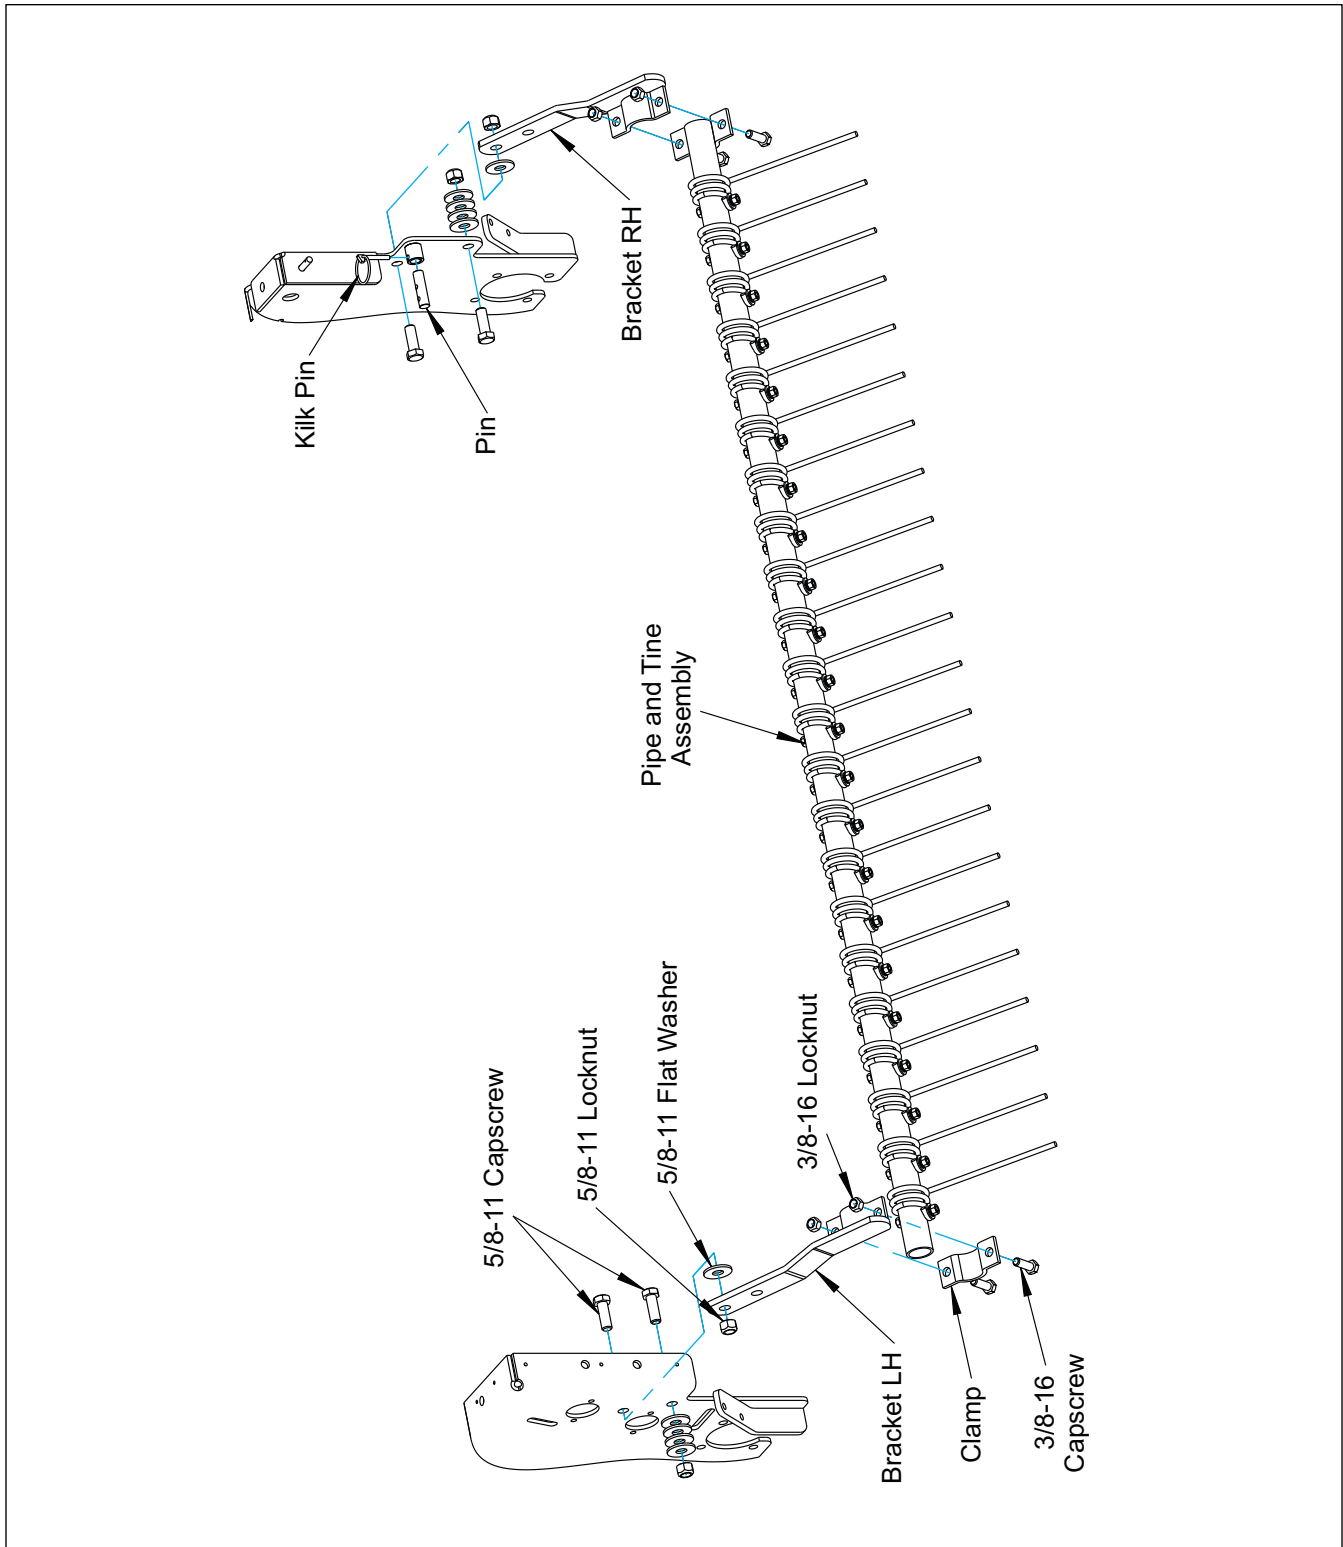 Kilk Pin
Pin
Bracket RH
Pipe and Tine
Assembly
5/8-11 Capscrew
5/8-11 Locknut
5/8-11 Flat Washer
3/8-16 Locknut
Bracket LH
Clamp
3/8-16
Capscrew